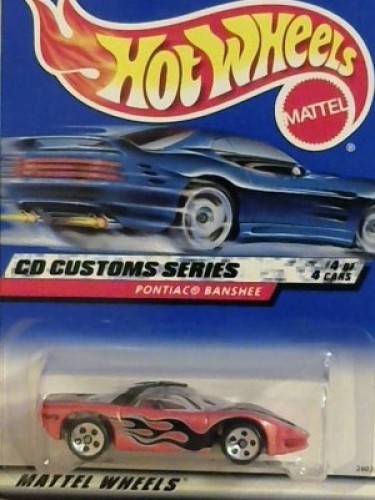 HOT WHEELS
MATTEL
®
CD CUSTOMS SERIES
4 OF
4 CARS
PONTIAC® BANSHEE
MATTEL WHEELS